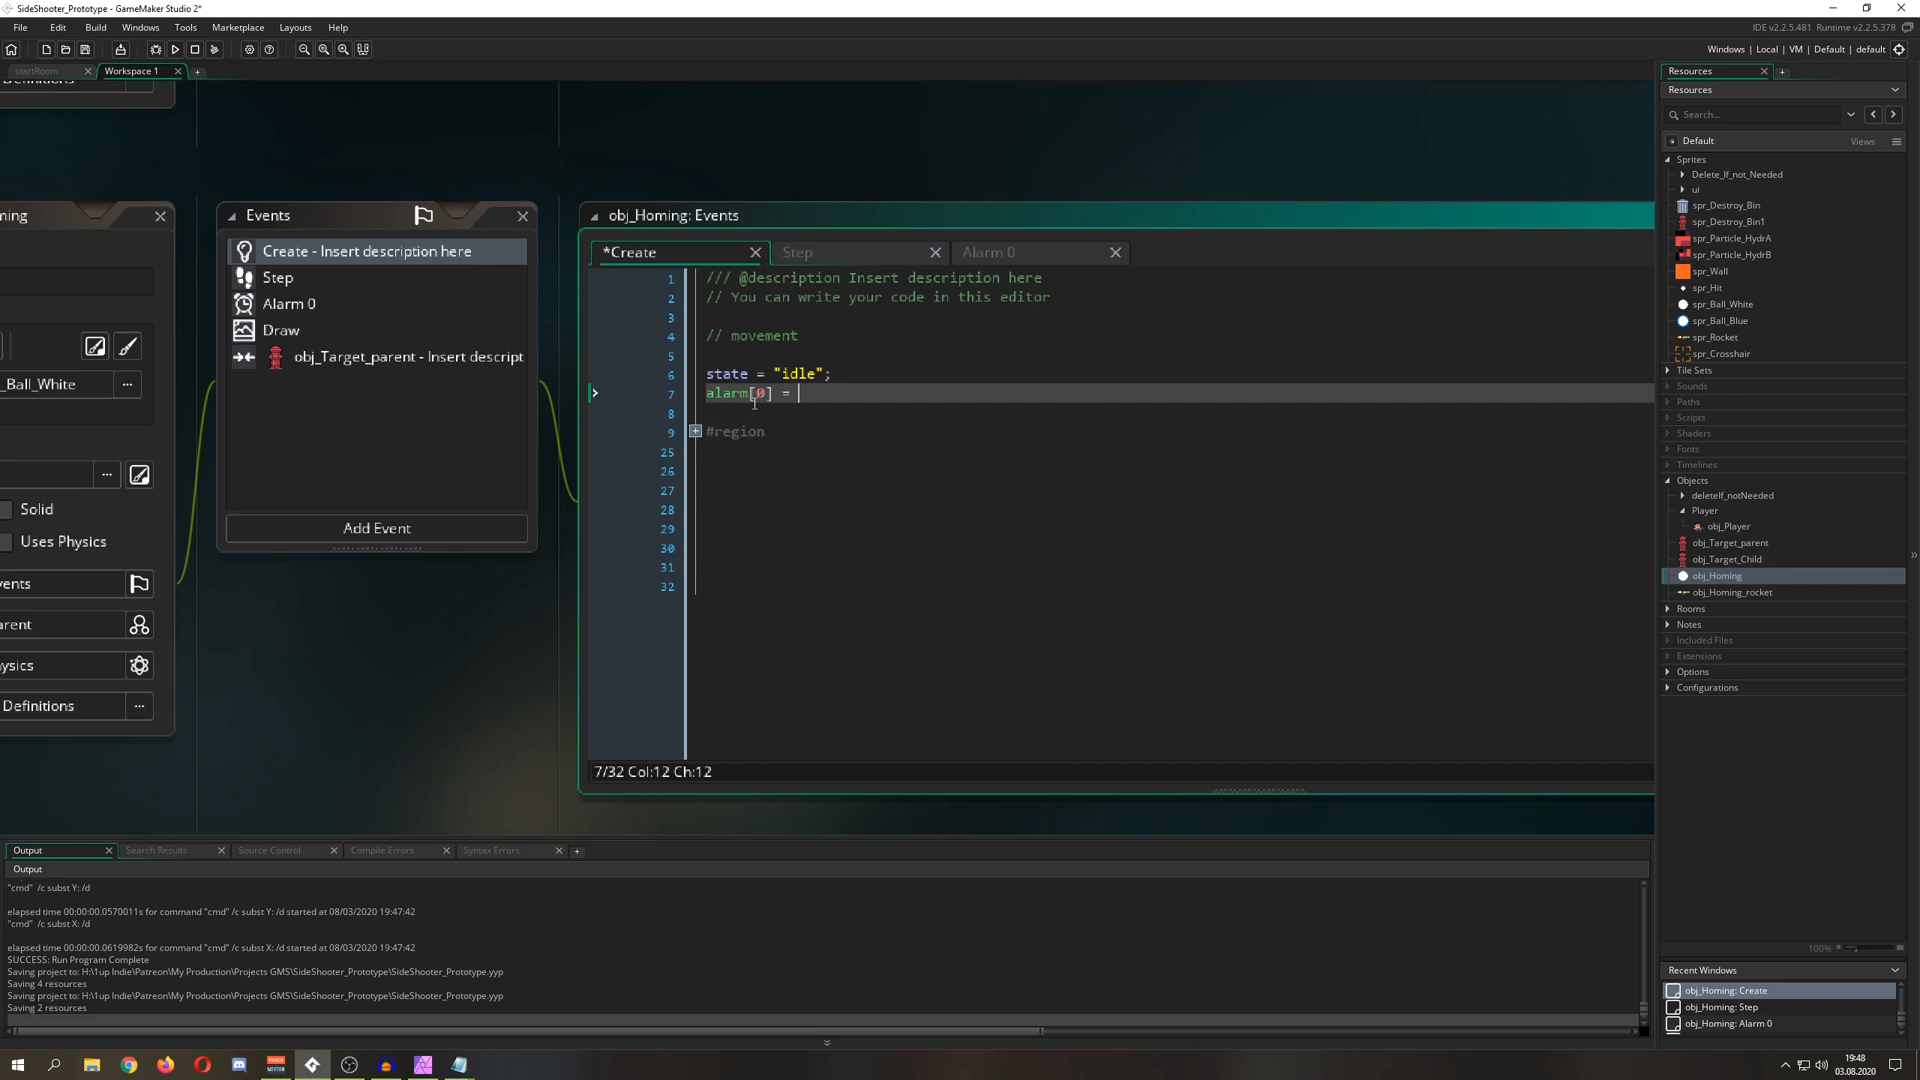 SideShooter_Prototype - GameMaker Studio 2*
File Edit Build Windows Tools Marketplace Layouts Help
IDE v2.2.5.481 Runtime v2.2.5.378
Windows | Local | VM | Default | default
startRoom
Workspace 1
ming
_Ball_White
Solid
Uses Physics
vents
arent
ysics
Definitions
Events
Create - Insert description here
Step
Alarm 0
Draw
obj_Target_parent - Insert descript
Add Event
obj_Homing: Events
*Create
Step
Alarm 0
1 /// @description Insert description here
2 // You can write your code in this editor
3
4 // movement
5
6 state = "idle";
7 alarm[0] =
8
9 #region
25
26
27
28
29
30
31
32
7/32 Col:12 Ch:12
Output
Search Results
Source Control
Compile Errors
Syntax Errors
Output
"cmd" /c subst Y: /d
elapsed time 00:00:00.0570011s for command "cmd" /c subst Y: /d started at 08/03/2020 19:47:42
"cmd" /c subst X: /d
elapsed time 00:00:00.0619982s for command "cmd" /c subst X: /d started at 08/03/2020 19:47:42
SUCCESS: Run Program Complete
Saving project to: H:\1up Indie\Patreon\My Production\Projects GMS\SideShooter_Prototype\SideShooter_Prototype.yyp
Saving 4 resources
Saving project to: H:\1up Indie\Patreon\My Production\Projects GMS\SideShooter_Prototype\SideShooter_Prototype.yyp
Saving 2 resources
Resources
Resources
Search...
Default
Views
Sprites
Delete_If_not_Needed
ui
spr_Destroy_Bin
spr_Destroy_Bin1
spr_Particle_HydrA
spr_Particle_HydrB
spr_Wall
spr_Hit
spr_Ball_White
spr_Ball_Blue
spr_Rocket
spr_Crosshair
Tile Sets
Sounds
Paths
Scripts
Shaders
Fonts
Timelines
Objects
deleteIf_notNeeded
Player
obj_Player
obj_Target_parent
obj_Target_Child
obj_Homing
obj_Homing_rocket
Rooms
Notes
Included Files
Extensions
Options
Configurations
100%
Recent Windows
obj_Homing: Create
obj_Homing: Step
obj_Homing: Alarm 0
19:48
03.08.2020